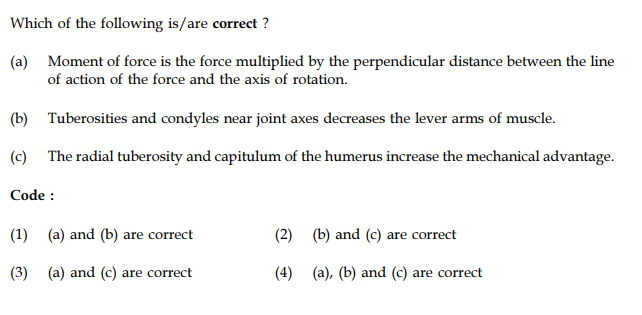 Which of the following is/are correct ?
(a) Moment of force is the force multiplied by the perpendicular distance between the line
of action of the force and the axis of rotation.
(b) Tuberosities and condyles near joint axes decreases the lever arms of muscle.
(c) The radial tuberosity and capitulum of the humerus increase the mechanical advantage.
Code :
(1) (a) and (b) are correct (2) (b) and (c) are correct
(3) (a) and (c) are correct (4) (a), (b) and (c) are correct